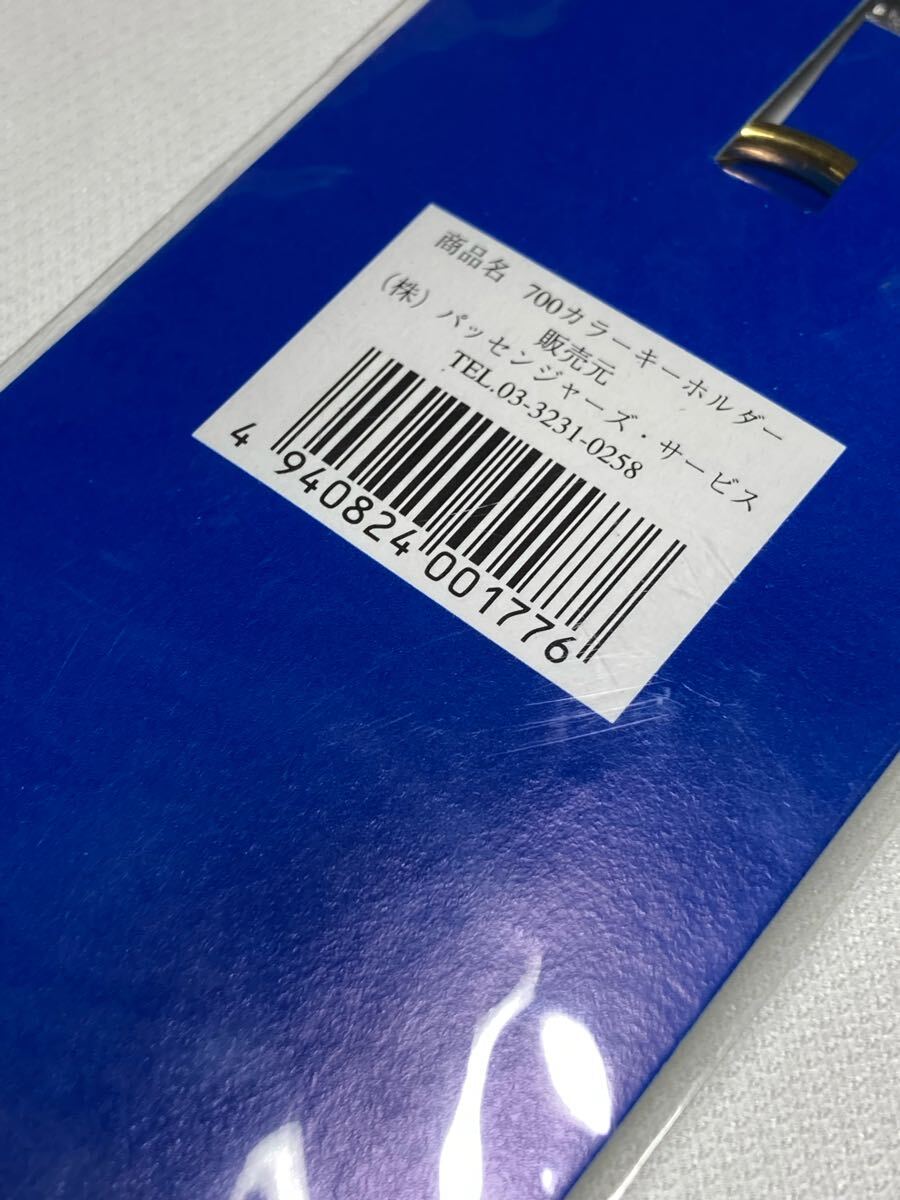 商品名 700カラーキーホルダー
販売元
(株)パッセンジャーズ・サービス
TEL.03-3231-0258
4 940824 001776